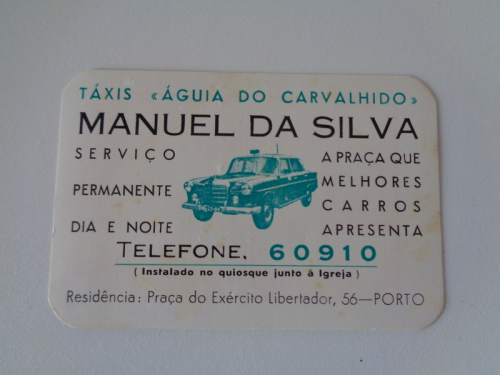 TÁXIS «ÁGUIA DO CARVALHIDO»
MANUEL DA SILVA
SERVIÇO
PERMANENTE
DIA E NOITE
A PRAÇA QUE
MELHORES
CARROS
APRESENTA
TELEFONE, 60910
( Instalado no quiosque junto à Igreja )
Residência: Praça do Exército Libertador, 56—PORTO